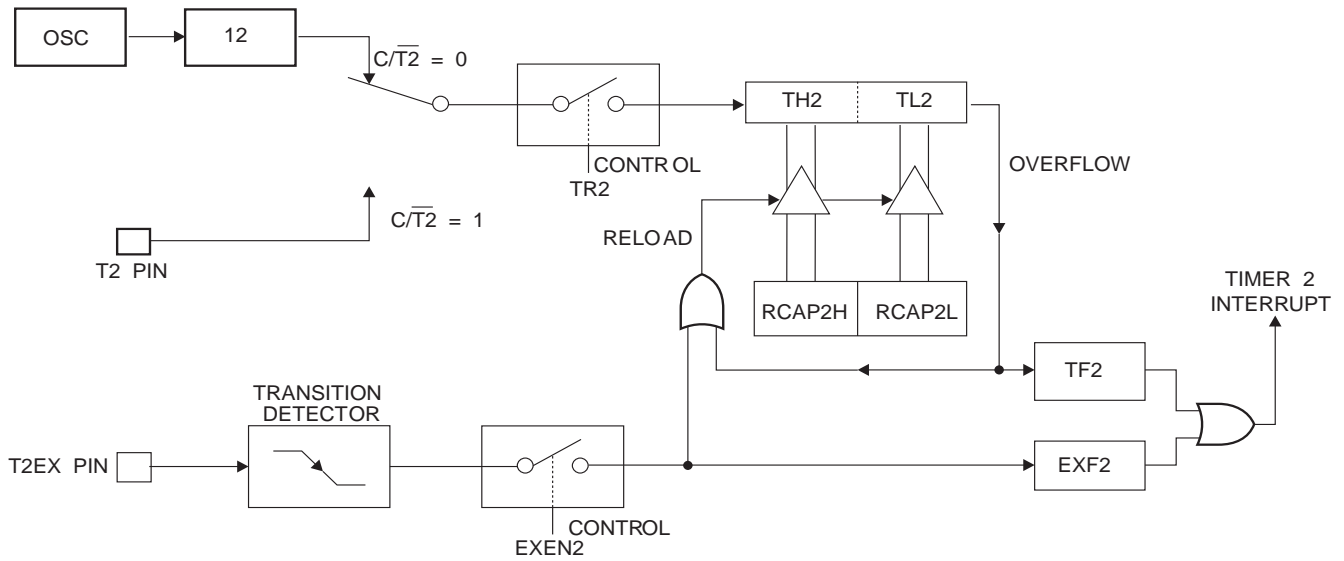 OSC
12
C/T2 = 0
TH2
TL2
CONTROL
TR2
OVERFLOW
C/T2 = 1
RELOAD
T2 PIN
RCAP2H
RCAP2L
TIMER 2
INTERRUPT
TF2
TRANSITION
DETECTOR
T2EX PIN
EXF2
CONTROL
EXEN2